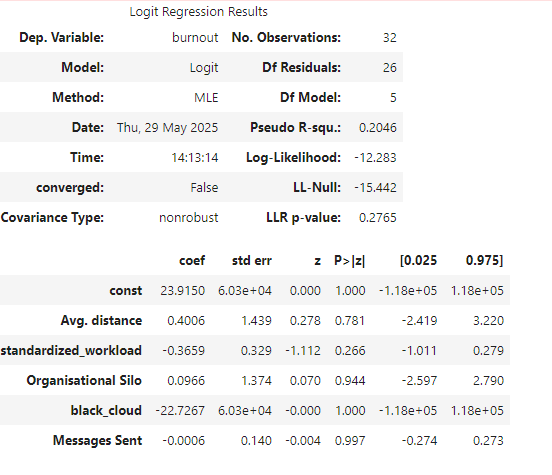 Logit Regression Results
Dep. Variable: burnout No. Observations: 32
Model: Logit Df Residuals: 26
Method: MLE Df Model: 5
Date: Thu, 29 May 2025 Pseudo R-squ.: 0.2046
Time: 14:13:14 Log-Likelihood: -12.283
converged: False LL-Null: -15.442
Covariance Type: nonrobust LLR p-value: 0.2765
coef std err z P>|z| [0.025 0.975]
const 23.9150 6.03e+04 0.000 1.000 -1.18e+05 1.18e+05
Avg. distance 0.4006 1.439 0.278 0.781 -2.419 3.220
standardized_workload -0.3659 0.329 -1.112 0.266 -1.011 0.279
Organisational Silo 0.0966 1.374 0.070 0.944 -2.597 2.790
black_cloud -22.7267 6.03e+04 -0.000 1.000 -1.18e+05 1.18e+05
Messages Sent -0.0006 0.140 -0.004 0.997 -0.274 0.273